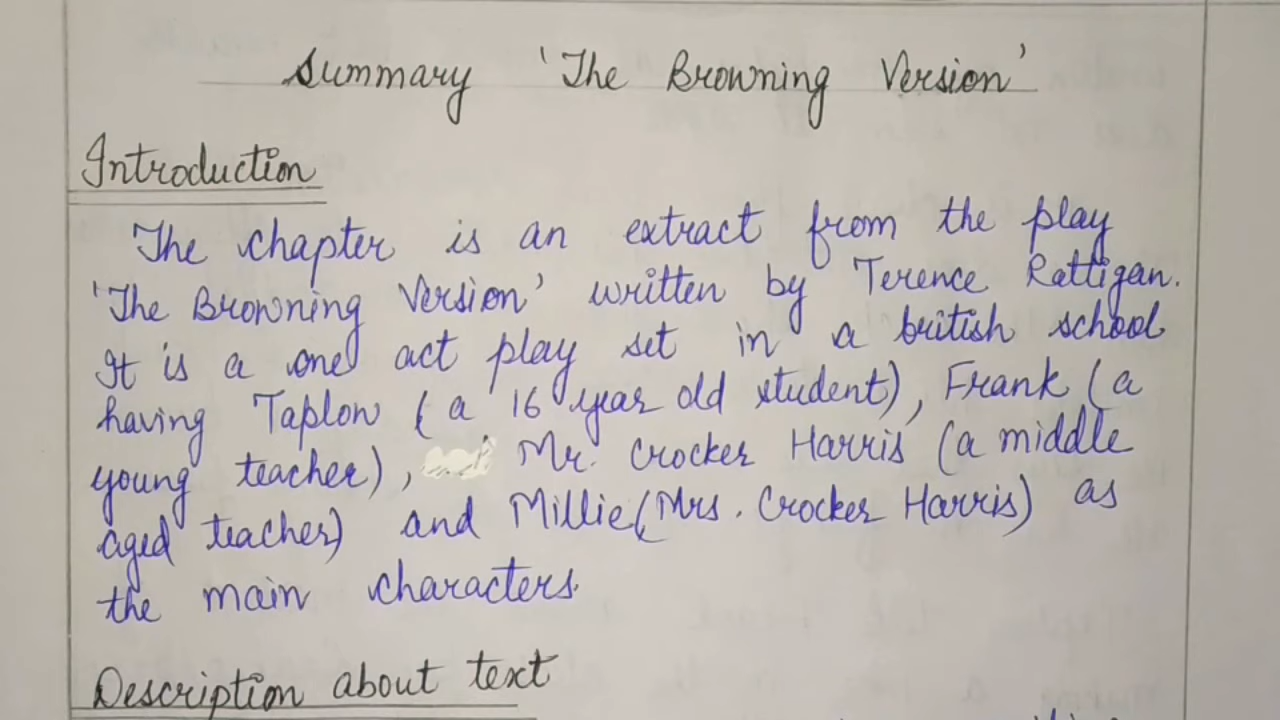 Summary 'The Browning Version'
Introduction
The chapter is an extract from the play
'The Browning Version' written by Terence Rattigan.
It is a one act play set in a british school
having Taplow (a 16 year old student), Frank (a
young teacher), Mr. Crocker Harris (a middle
aged teacher) and Millie (Mrs. Crocker Harris) as
the main characters.
Description about text